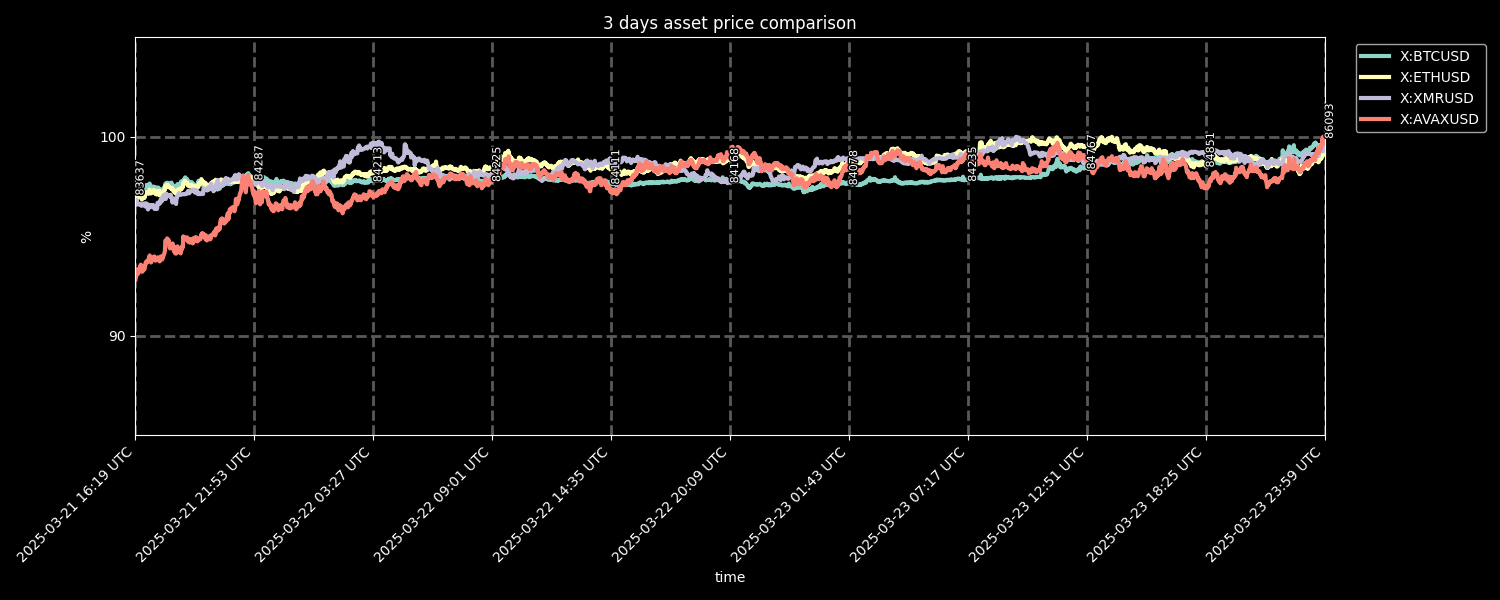 3 days asset price comparison
X:BTCUSD
X:ETHUSD
X:XMRUSD
X:AVAXUSD
100
90
%
83637
84287
84213
84225
84168
84078
84235
84767
84851
86093
2025-03-21 16:19 UTC
2025-03-21 21:53 UTC
2025-03-22 03:27 UTC
2025-03-22 09:01 UTC
2025-03-22 14:35 UTC
2025-03-22 20:09 UTC
2025-03-23 01:43 UTC
2025-03-23 07:17 UTC
2025-03-23 12:51 UTC
2025-03-23 18:25 UTC
2025-03-23 23:59 UTC
time